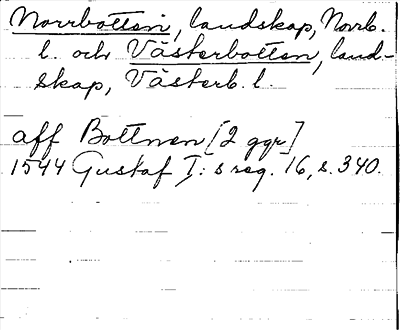 Norrbotten, landskap, Norrb.
l. och Västerbotten, land-
skap, Västerb. l.
aff Bottnen [2 ggr]
1544 Gustaf I:s reg. 16, s. 340.